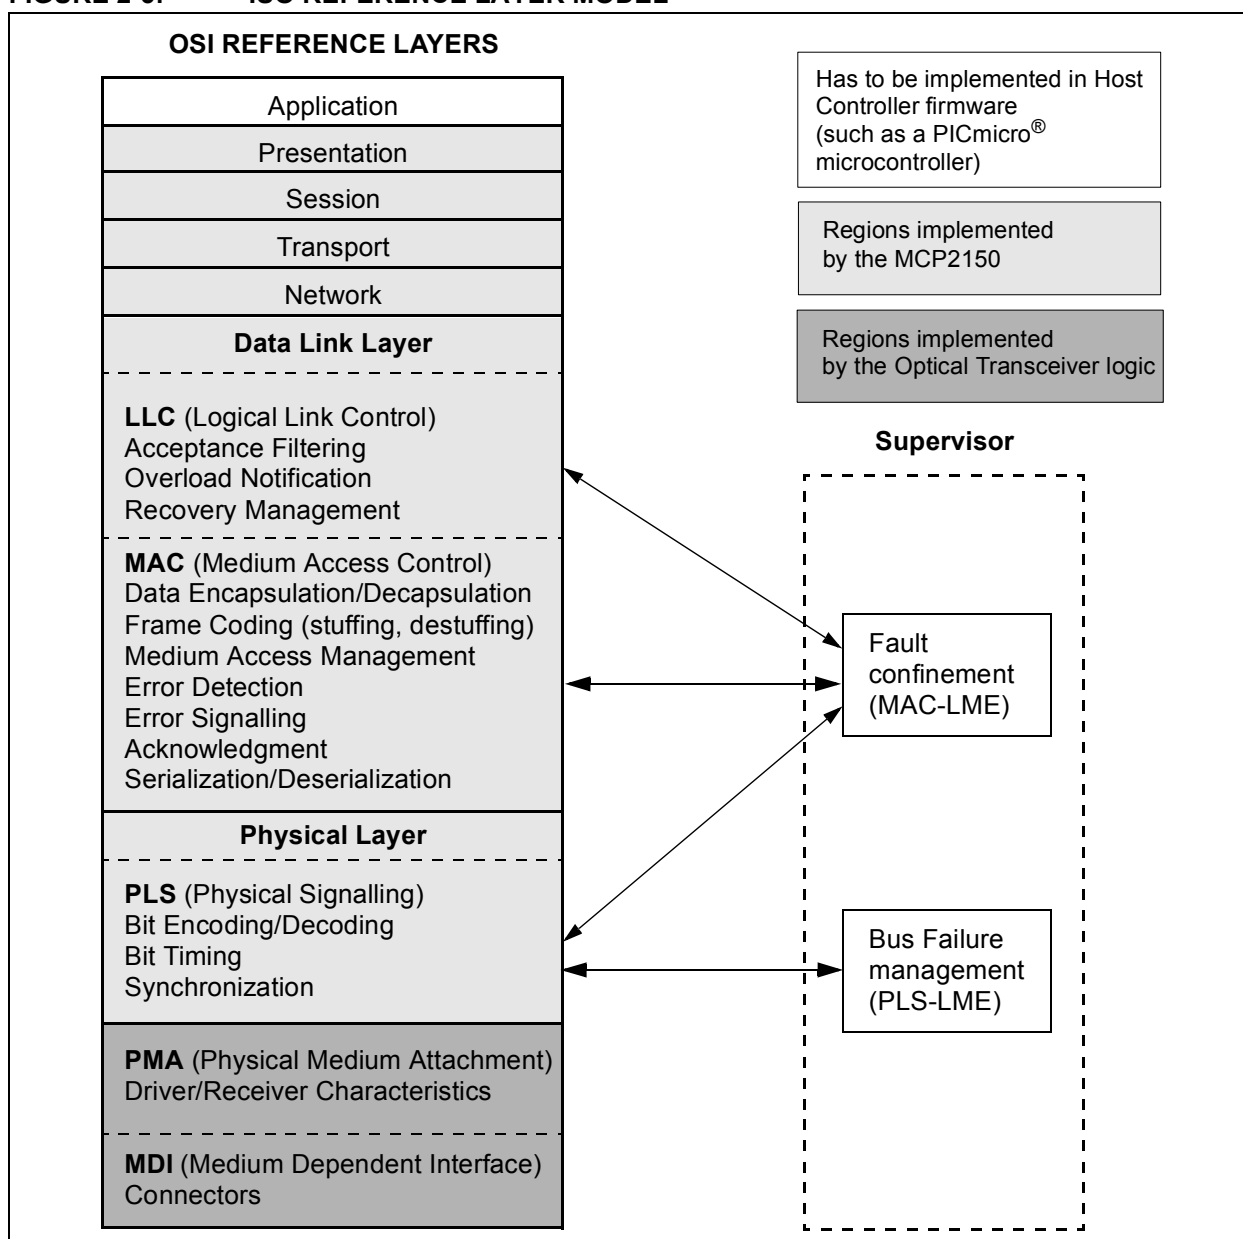 OSI REFERENCE LAYERS
Application
Presentation
Session
Transport
Network
Data Link Layer
LLC (Logical Link Control)
Acceptance Filtering
Overload Notification
Recovery Management
MAC (Medium Access Control)
Data Encapsulation/Decapsulation
Frame Coding (stuffing, destuffing)
Medium Access Management
Error Detection
Error Signalling
Acknowledgment
Serialization/Deserialization
Physical Layer
PLS (Physical Signalling)
Bit Encoding/Decoding
Bit Timing
Synchronization
PMA (Physical Medium Attachment)
Driver/Receiver Characteristics
MDI (Medium Dependent Interface)
Connectors
Has to be implemented in Host
Controller firmware
(such as a PICmicro®
microcontroller)
Regions implemented
by the MCP2150
Regions implemented
by the Optical Transceiver logic
Supervisor
Fault
confinement
(MAC-LME)
Bus Failure
management
(PLS-LME)